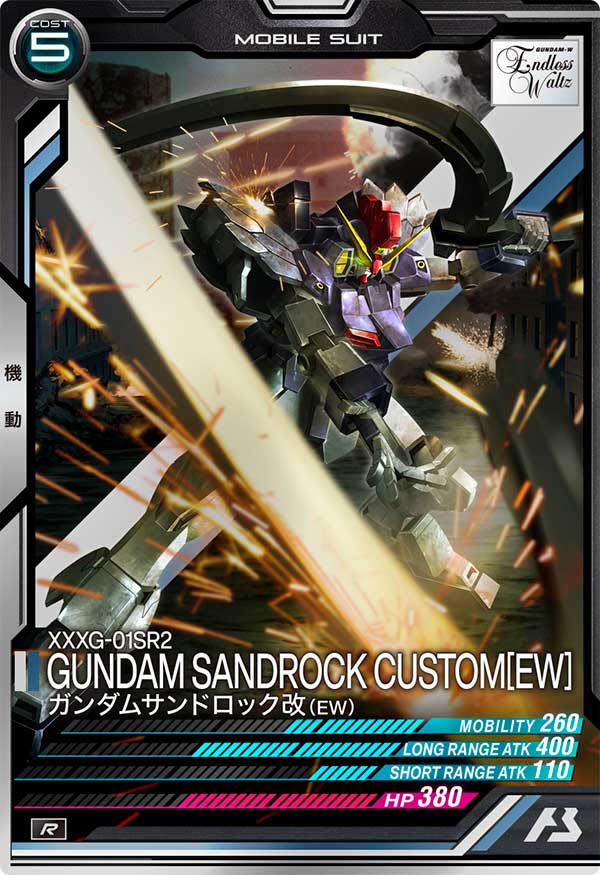 COST
5
MOBILE SUIT
GUNDAM-W
Endless
Waltz
機動
XXXG-01SR2
GUNDAM SANDROCK CUSTOM[EW]
ガンダムサンドロック改(EW)
MOBILITY 260
LONG RANGE ATK 400
SHORT RANGE ATK 110
HP 380
R